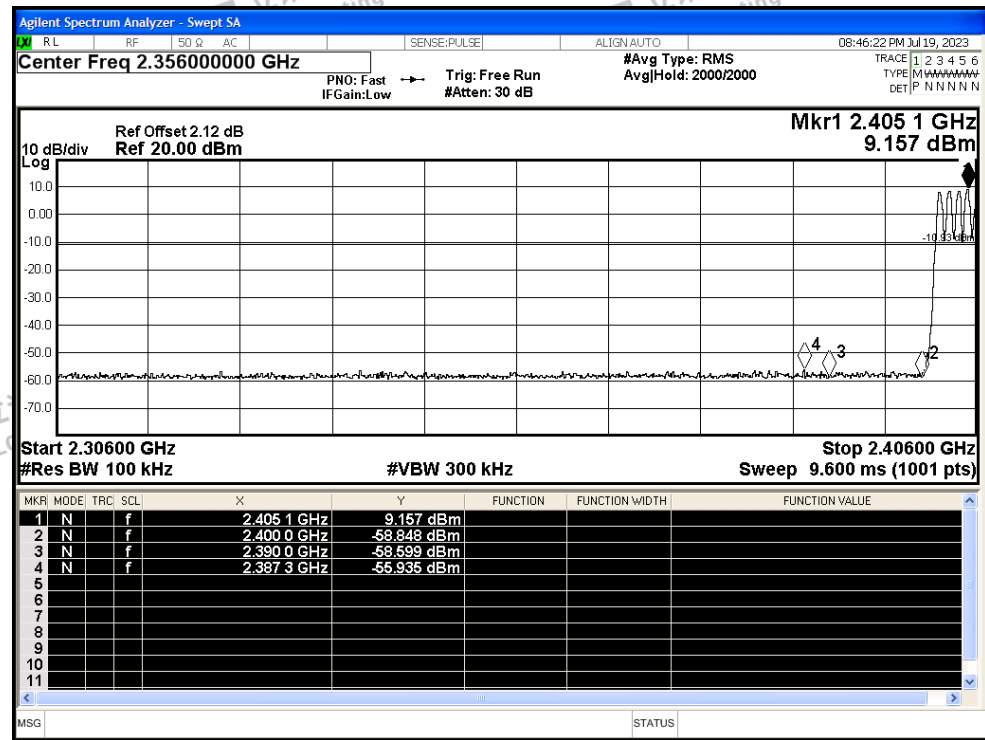 Agilent Spectrum Analyzer - Swept SA
LXI RL RF 50 Ω AC SENSE:PULSE ALIGN AUTO 08:46:22 PM Jul 19, 2023
Center Freq 2.356000000 GHz #Avg Type: RMS TRACE 1 2 3 4 5 6
PNO: Fast Trig: Free Run Avg|Hold: 2000/2000 TYPE M WWWWW
IFGain:Low #Atten: 30 dB DET P N N N N N
Mkr1 2.405 1 GHz
Ref Offset 2.12 dB
10 dB/div Ref 20.00 dBm 9.157 dBm
Log
10.0
0.00
-10.0
-10.93 dBm
-20.0
-30.0
-40.0
-50.0
4 3 2
-60.0
-70.0
Start 2.30600 GHz Stop 2.40600 GHz
#Res BW 100 kHz #VBW 300 kHz Sweep 9.600 ms (1001 pts)
MKR MODE TRC SCL X Y FUNCTION FUNCTION WIDTH FUNCTION VALUE
1 N f 2.405 1 GHz 9.157 dBm
2 N f 2.400 0 GHz -58.848 dBm
3 N f 2.390 0 GHz -58.599 dBm
4 N f 2.387 3 GHz -55.935 dBm
5
6
7
8
9
10
11
MSG STATUS